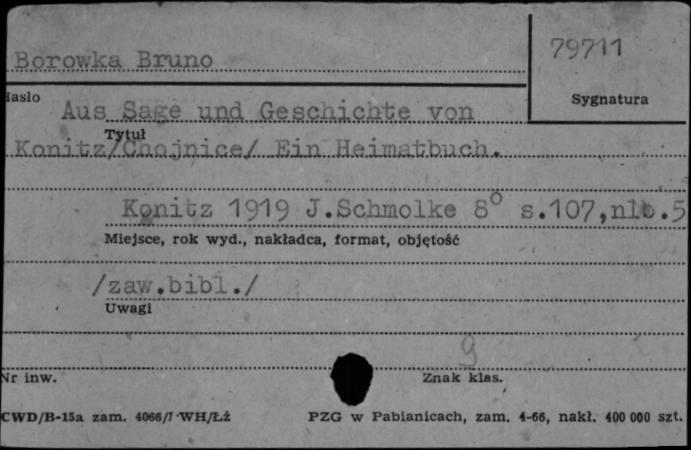 79711
Borowka Bruno
Hasło
Sygnatura
Aus Sage und Geschichte von
Tytuł
Konitz/Chojnice/ Ein Heimatbuch.
Konitz 1919 J.Schmolke 8° s.107,nlb.5
Miejsce, rok wyd., nakładca, format, objętość
/zaw.bibl./
Uwagi
9
Nr inw.
Znak klas.
CWD/B-15a zam. 4066/I WH/Łź
PZG w Pabianicach, zam. 4-66, nakł. 400 000 szt.